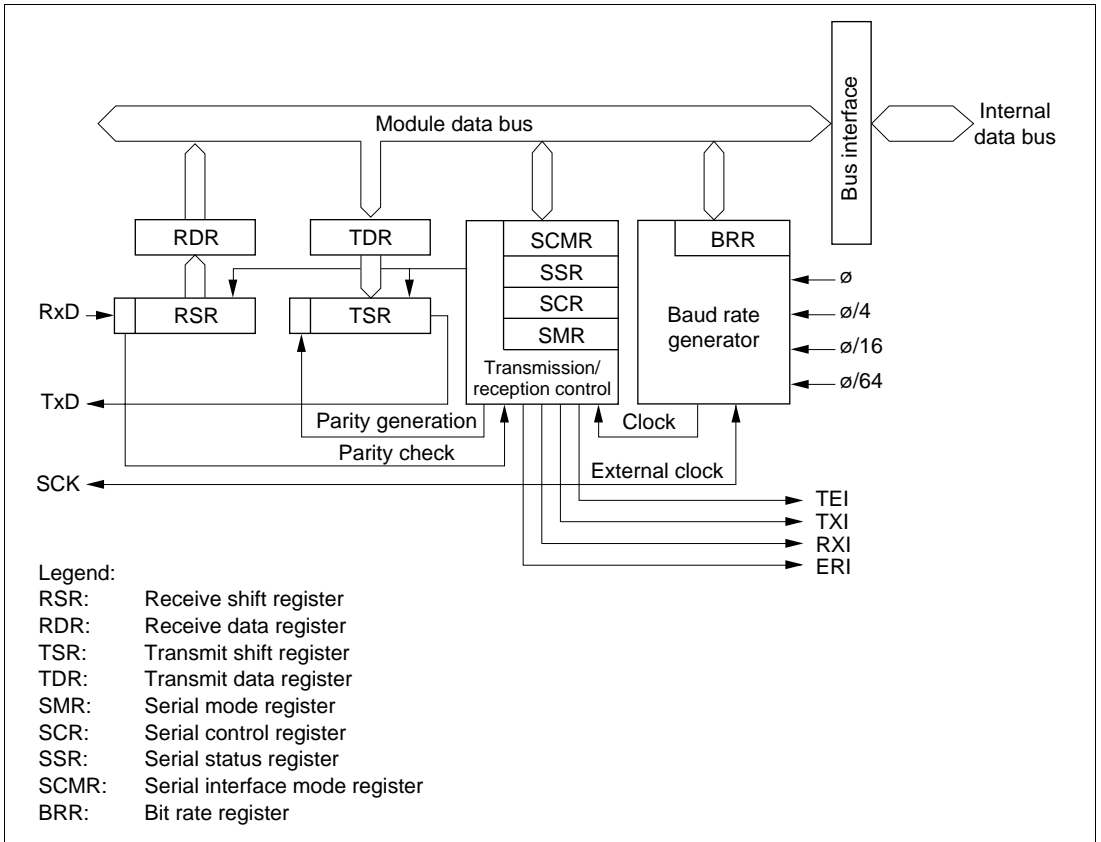 Module data bus
Bus interface
Internal
data bus
RDR
TDR
SCMR
SSR
SCR
SMR
Transmission/
reception control
BRR
Baud rate
generator
ø
ø/4
ø/16
ø/64
RxD
RSR
TSR
TxD
Parity generation
Parity check
Clock
External clock
SCK
TEI
TXI
RXI
ERI
Legend:
RSR: Receive shift register
RDR: Receive data register
TSR: Transmit shift register
TDR: Transmit data register
SMR: Serial mode register
SCR: Serial control register
SSR: Serial status register
SCMR: Serial interface mode register
BRR: Bit rate register